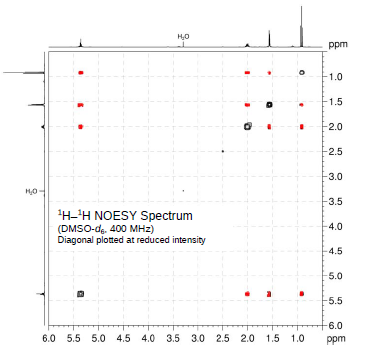 H₂O
ppm
1.0
1.5
2.0
2.5
3.0
H₂O
3.5
¹H–¹H NOESY Spectrum
(DMSO-d₆, 400 MHz)
Diagonal plotted at reduced intensity
4.0
4.5
5.0
5.5
6.0
6.0 5.5 5.0 4.5 4.0 3.5 3.0 2.5 2.0 1.5 1.0 ppm